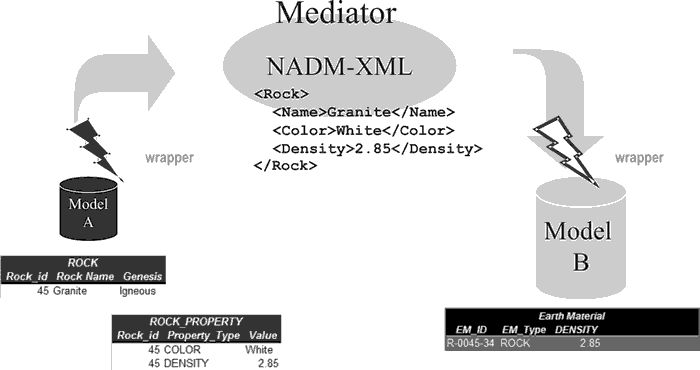 Mediator
NADM-XML
<Rock>
<Name>Granite</Name>
<Color>White</Color>
<Density>2.85</Density>
</Rock>
wrapper
wrapper
Model
A
Model
B
ROCK
Rock_id Rock Name Genesis
45 Granite Igneous
ROCK_PROPERTY
Rock_id Property_Type Value
45 COLOR White
45 DENSITY 2.85
Earth Material
EM_ID EM_Type DENSITY
R-0045-34 ROCK 2.85